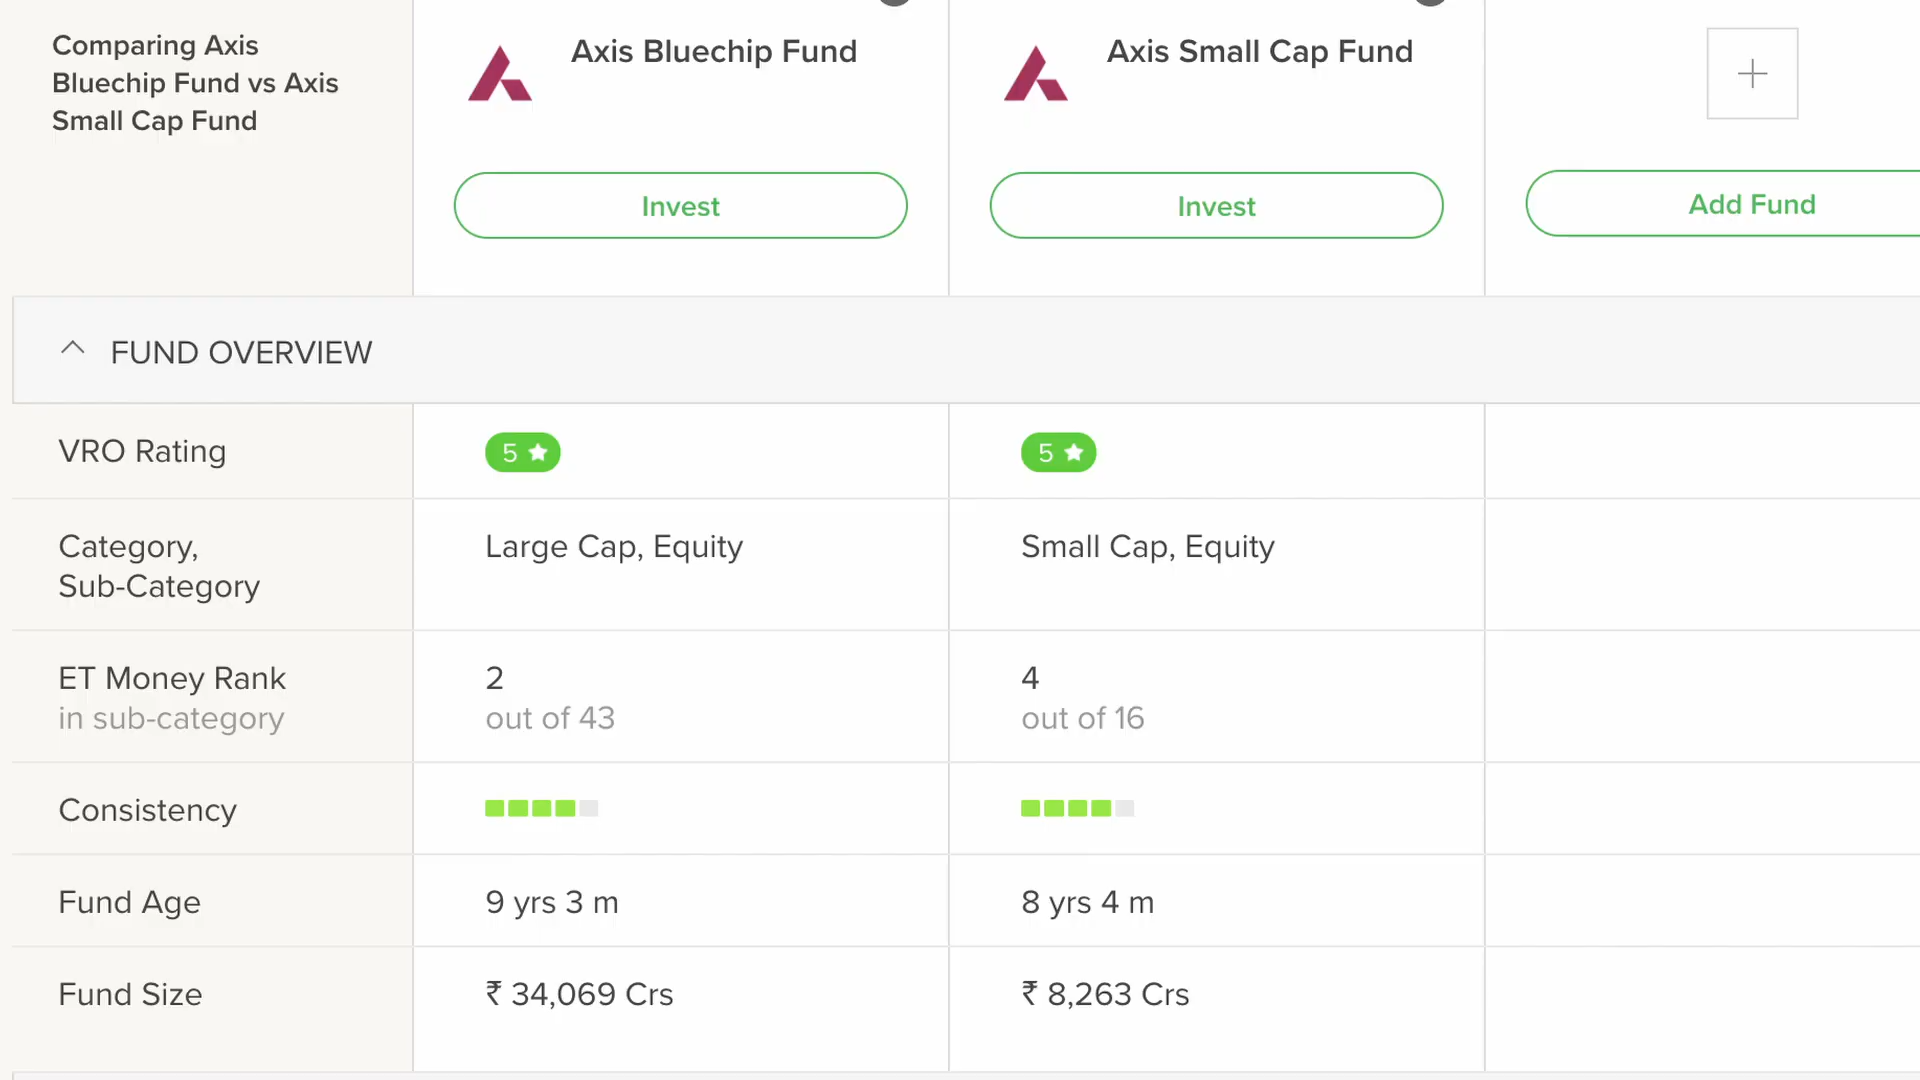 Comparing Axis
Bluechip Fund vs Axis
Small Cap Fund
Axis Bluechip Fund
Axis Small Cap Fund
Invest
Invest
Add Fund
FUND OVERVIEW
VRO Rating
5
5
Category,
Sub-Category
Large Cap, Equity
Small Cap, Equity
ET Money Rank
in sub-category
2
out of 43
4
out of 16
Consistency
Fund Age
9 yrs 3 m
8 yrs 4 m
Fund Size
₹ 34,069 Crs
₹ 8,263 Crs